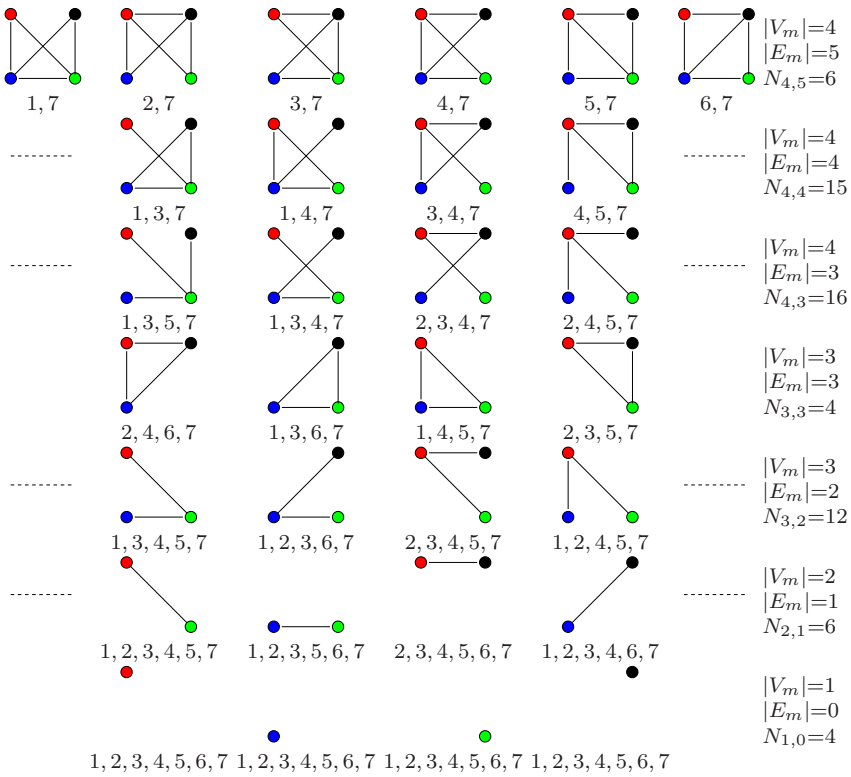 1, 7
2, 7
3, 7
4, 7
5, 7
6, 7
|V_m|=4
|E_m|=5
N_{4,5}=6
1, 3, 7
1, 4, 7
3, 4, 7
4, 5, 7
|V_m|=4
|E_m|=4
N_{4,4}=15
1, 3, 5, 7
1, 3, 4, 7
2, 3, 4, 7
2, 4, 5, 7
|V_m|=4
|E_m|=3
N_{4,3}=16
2, 4, 6, 7
1, 3, 6, 7
1, 4, 5, 7
2, 3, 5, 7
|V_m|=3
|E_m|=3
N_{3,3}=4
1, 3, 4, 5, 7
1, 2, 3, 6, 7
2, 3, 4, 5, 7
1, 2, 4, 5, 7
|V_m|=3
|E_m|=2
N_{3,2}=12
1, 2, 3, 4, 5, 7
1, 2, 3, 5, 6, 7
2, 3, 4, 5, 6, 7
1, 2, 3, 4, 6, 7
|V_m|=2
|E_m|=1
N_{2,1}=6
1, 2, 3, 4, 5, 6, 7
1, 2, 3, 4, 5, 6, 7
1, 2, 3, 4, 5, 6, 7
1, 2, 3, 4, 5, 6, 7
|V_m|=1
|E_m|=0
N_{1,0}=4